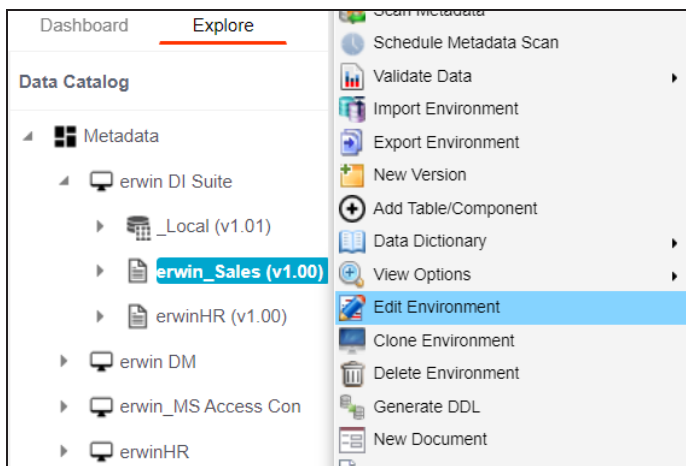 Dashboard
Explore
Data Catalog
Metadata
erwin DI Suite
_Local (v1.01)
erwin_Sales (v1.00)
erwinHR (v1.00)
erwin DM
erwin_MS Access Con
erwinHR
Scan Metadata
Schedule Metadata Scan
Validate Data
Import Environment
Export Environment
New Version
Add Table/Component
Data Dictionary
View Options
Edit Environment
Clone Environment
Delete Environment
Generate DDL
New Document